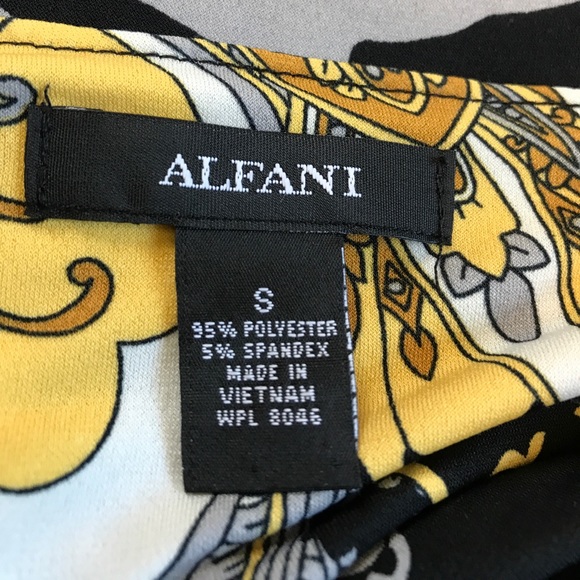 ALFANI
S
95% POLYESTER
5% SPANDEX
MADE IN
VIETNAM
WPL 8046